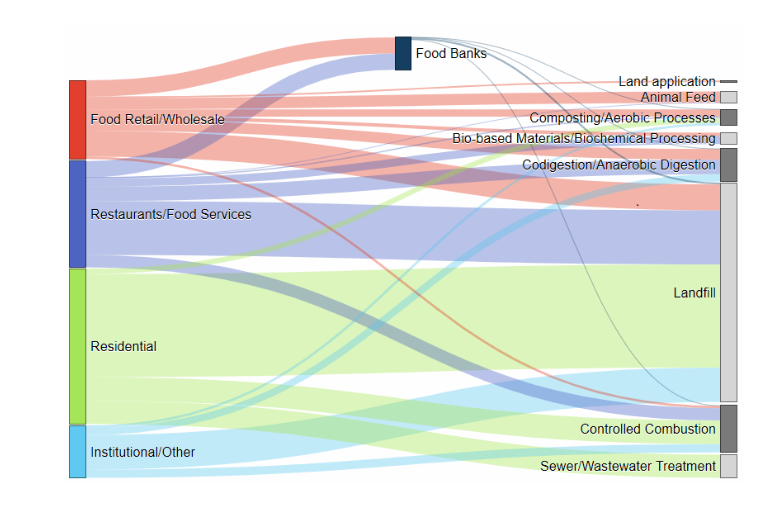 Food Banks
Land application
Animal Feed
Food Retail/Wholesale
Composting/Aerobic Processes
Bio-based Materials/Biochemical Processing
Codigestion/Anaerobic Digestion
Restaurants/Food Services
Landfill
Residential
Controlled Combustion
Institutional/Other
Sewer/Wastewater Treatment